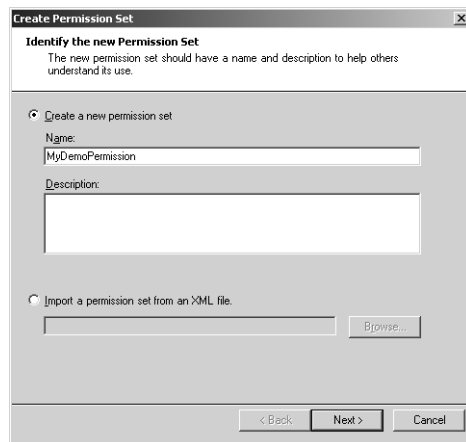 Create Permission Set
Identify the new Permission Set
The new permission set should have a name and description to help others
understand its use.
Create a new permission set
Name:
MyDemoPermission
Description:
Import a permission set from an XML file.
Browse...
< Back
Next >
Cancel